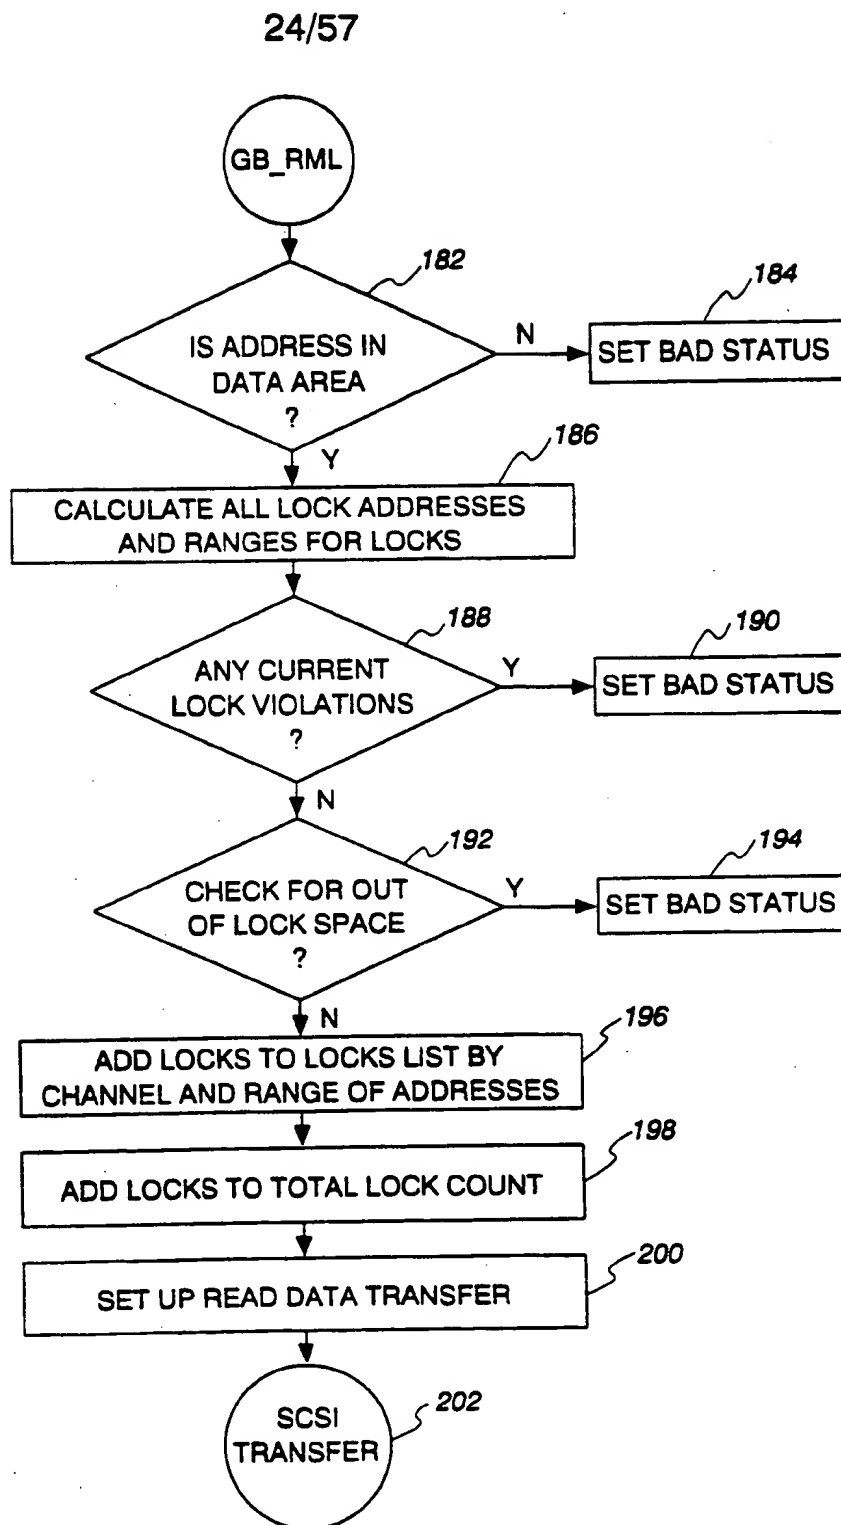 24/57
GB_RML
182
184
IS ADDRESS IN
DATA AREA
?
N
SET BAD STATUS
Y
186
CALCULATE ALL LOCK ADDRESSES
AND RANGES FOR LOCKS
188
190
ANY CURRENT
LOCK VIOLATIONS
?
Y
SET BAD STATUS
N
192
194
CHECK FOR OUT
OF LOCK SPACE
?
Y
SET BAD STATUS
N
196
ADD LOCKS TO LOCKS LIST BY
CHANNEL AND RANGE OF ADDRESSES
198
ADD LOCKS TO TOTAL LOCK COUNT
200
SET UP READ DATA TRANSFER
202
SCSI
TRANSFER